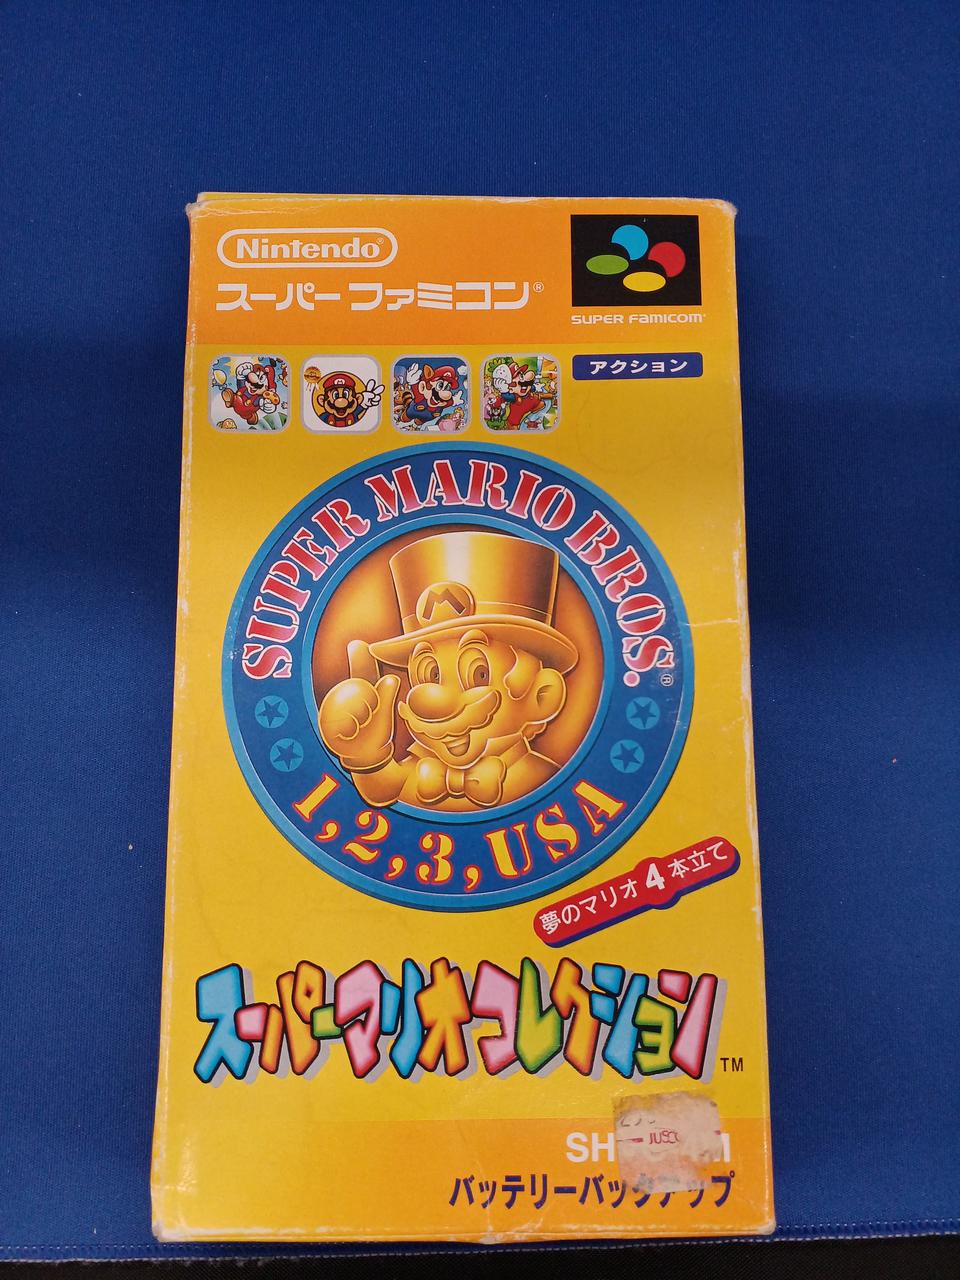 Nintendo®
スーパーファミコン®
SUPER FAMICOM
アクション
SUPER MARIO BROS.®
1, 2, 3, USA
夢のマリオ4本立て
スーパーマリオコレクション
TM
JUSCO
バッテリーバックアップ